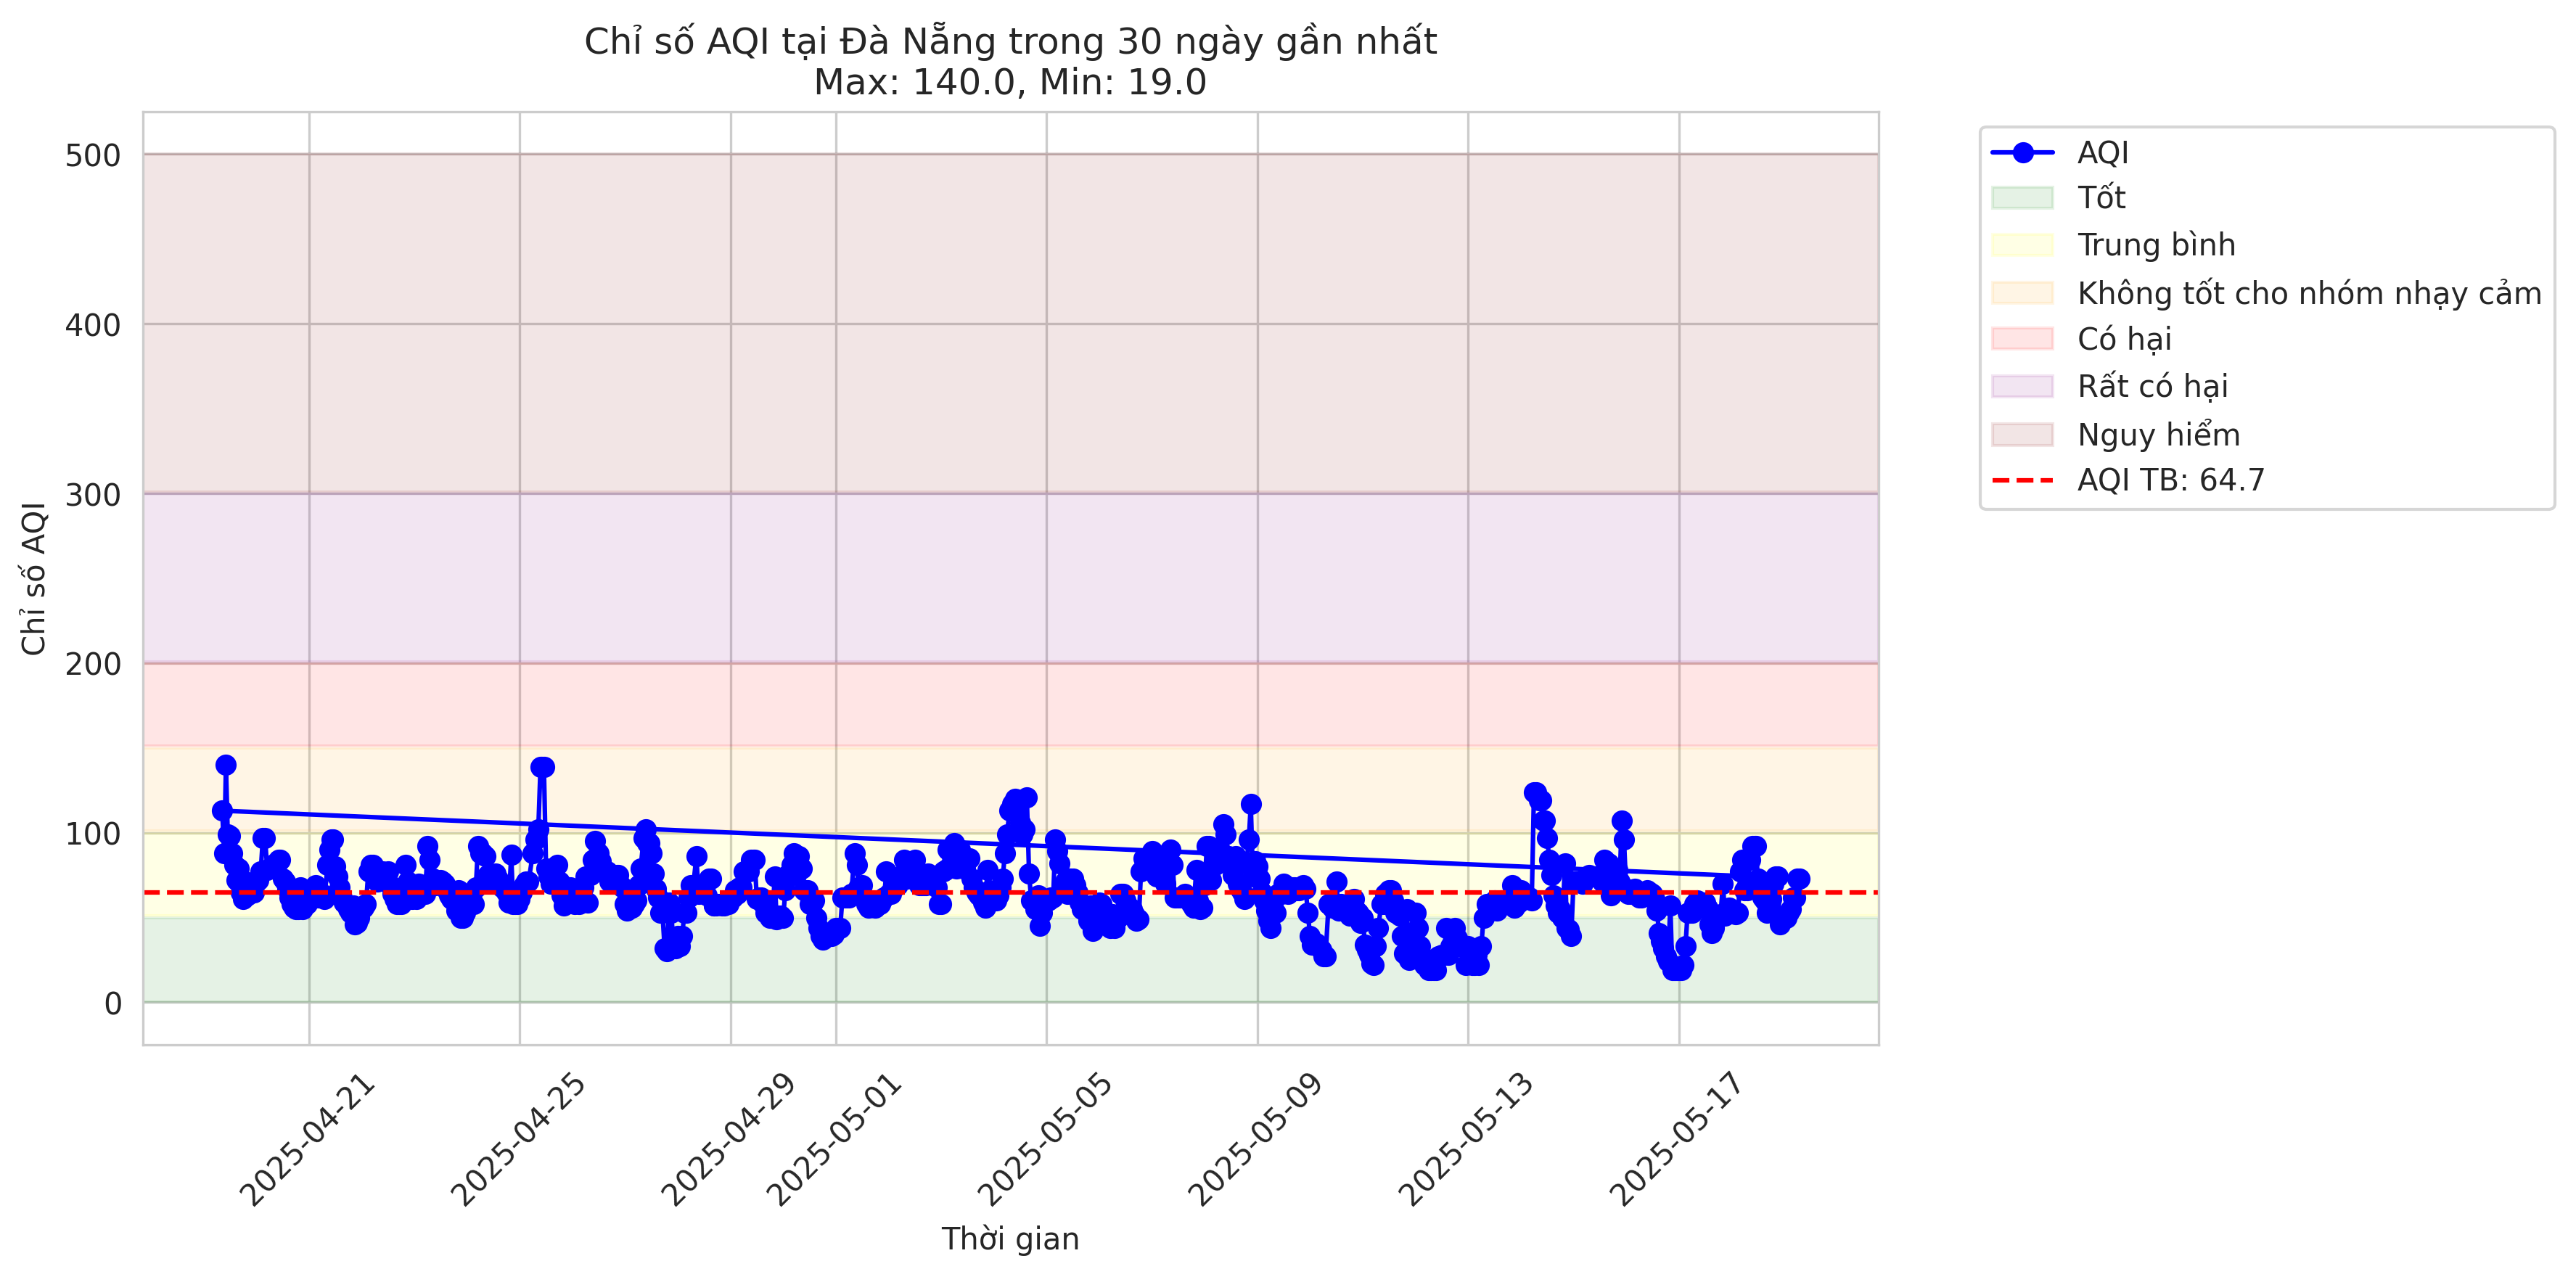 Chỉ số AQI tại Đà Nẵng trong 30 ngày gần nhất
Max: 140.0, Min: 19.0
Chỉ số AQI
500
400
300
200
100
0
2025-04-21
2025-04-25
2025-04-29
2025-05-01
2025-05-05
2025-05-09
2025-05-13
2025-05-17
Thời gian
AQI
Tốt
Trung bình
Không tốt cho nhóm nhạy cảm
Có hại
Rất có hại
Nguy hiểm
AQI TB: 64.7